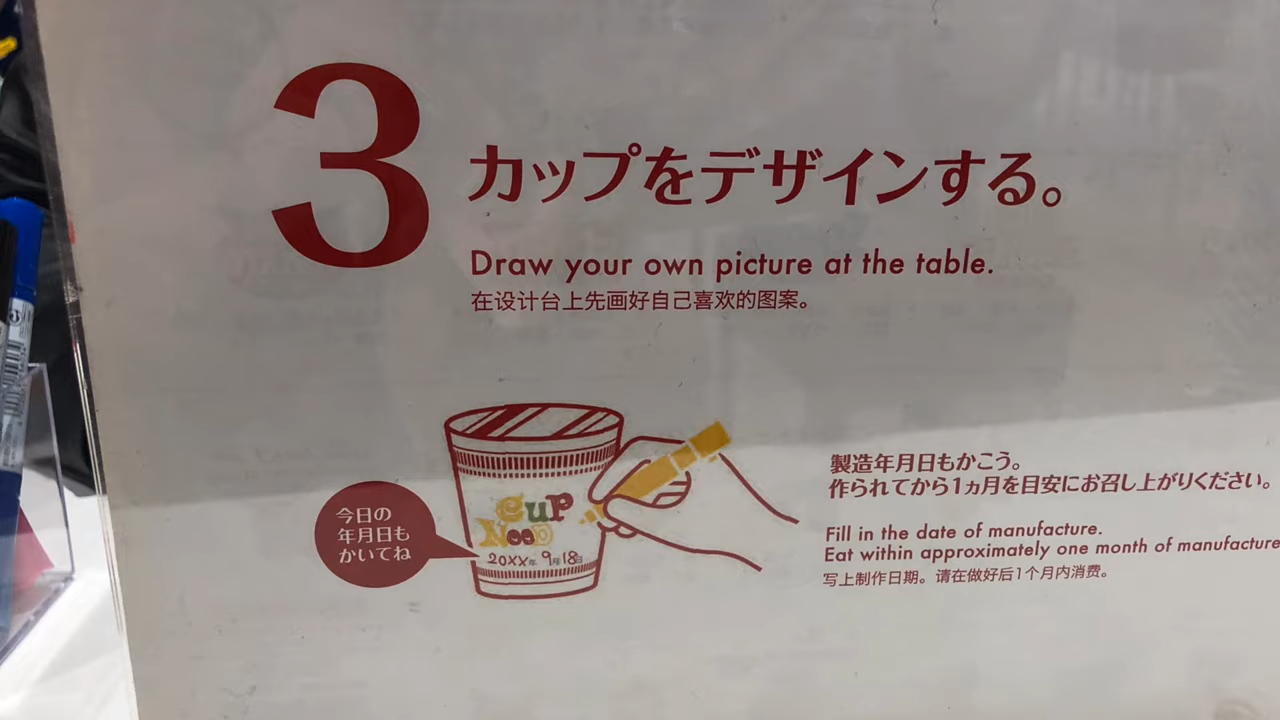 3
カップをデザインする。
Draw your own picture at the table.
在设计台上先画好自己喜欢的图案。
今日の
年月日も
かいてね
cup
Noo
20XX年 9月18日
製造年月日もかこう。
作られてから1ヵ月を目安にお召し上がりください。
Fill in the date of manufacture.
Eat within approximately one month of manufacture
写上制作日期。请在做好后1个月内消费。